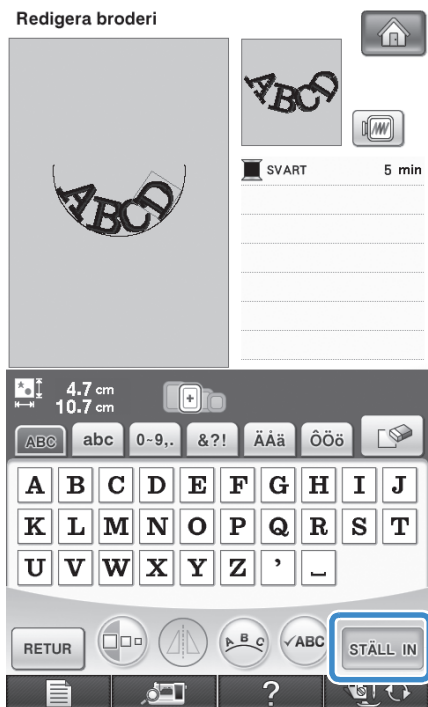 Redigera broderi
ABCD
ABCD
SVART 5 min
4.7 cm
10.7 cm
ABC abc 0~9,. &?! ÄÅä ÔÖö
A B C D E F G H I J
K L M N O P Q R S T
U V W X Y Z ’ ⎵
A B C ✓ABC
RETUR STÄLL IN
?